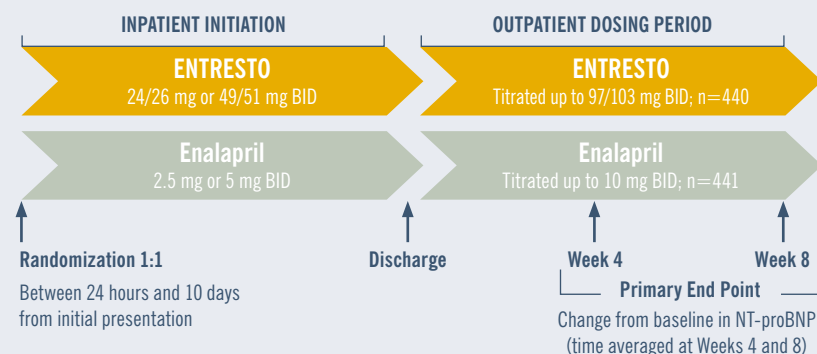 INPATIENT INITIATION
OUTPATIENT DOSING PERIOD
ENTRESTO
24/26 mg or 49/51 mg BID
ENTRESTO
Titrated up to 97/103 mg BID; n=440
Enalapril
2.5 mg or 5 mg BID
Enalapril
Titrated up to 10 mg BID; n=441
Randomization 1:1
Between 24 hours and 10 days
from initial presentation
Discharge
Week 4
Week 8
Primary End Point
Change from baseline in NT-proBNP
(time averaged at Weeks 4 and 8)